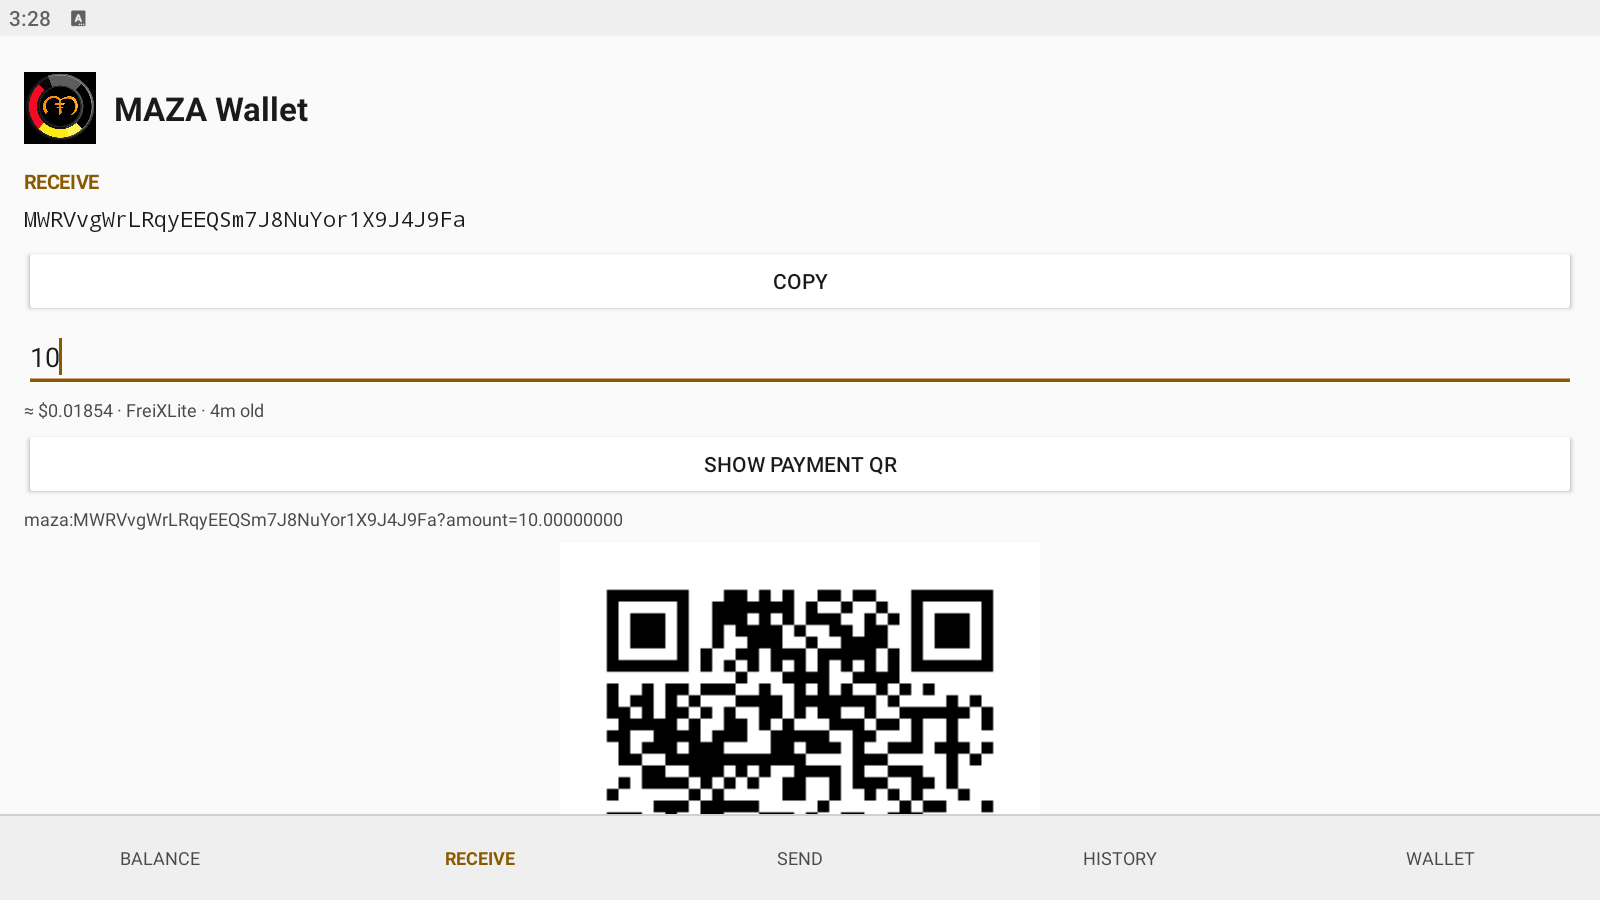 3:28
MAZA Wallet
RECEIVE
MWRVvgWrLRqyEEQSm7J8NuYor1X9J4J9Fa
COPY
10
≈ $0.01854 · FreiXLite · 4m old
SHOW PAYMENT QR
maza:MWRVvgWrLRqyEEQSm7J8NuYor1X9J4J9Fa?amount=10.00000000
BALANCE
RECEIVE
SEND
HISTORY
WALLET